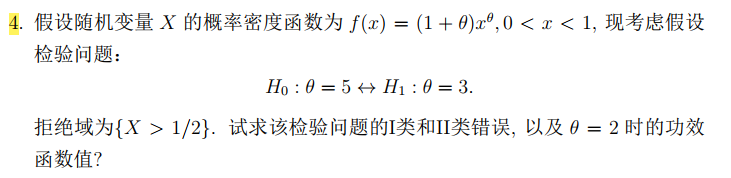 4. 假设随机变量 X 的概率密度函数为 f(x) = (1 + θ)x^θ, 0 < x < 1, 现考虑假设
检验问题：
H₀ : θ = 5 ↔ H₁ : θ = 3.
拒绝域为{X > 1/2}. 试求该检验问题的I类和II类错误, 以及 θ = 2 时的功效
函数值?